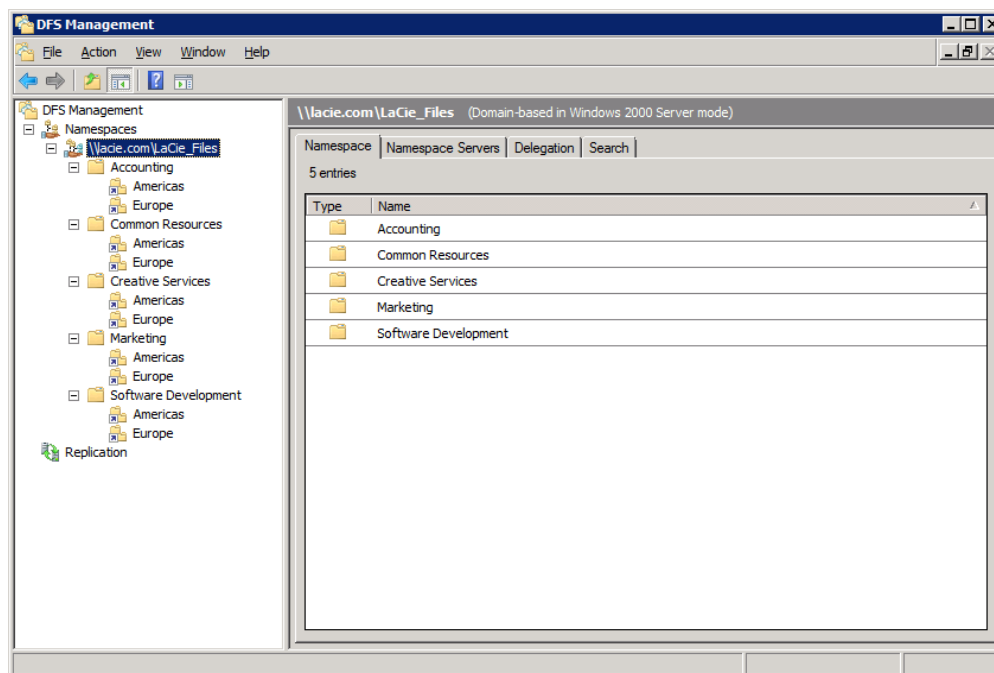 DFS Management
File Action View Window Help
DFS Management
Namespaces
\\lacie.com\LaCie_Files
Accounting
Americas
Europe
Common Resources
Americas
Europe
Creative Services
Americas
Europe
Marketing
Americas
Europe
Software Development
Americas
Europe
Replication
\\lacie.com\LaCie_Files (Domain-based in Windows 2000 Server mode)
Namespace Namespace Servers Delegation Search
5 entries
Type Name
Accounting
Common Resources
Creative Services
Marketing
Software Development